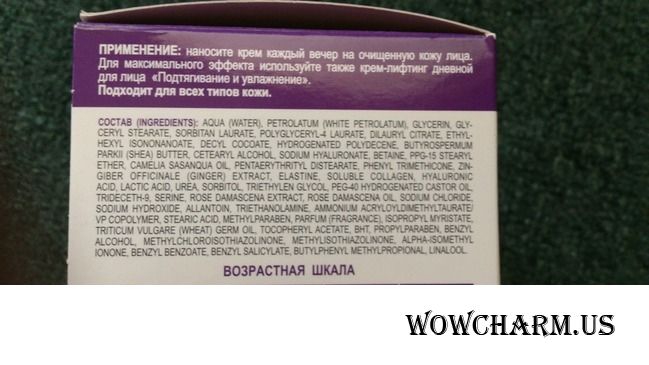 ПРИМЕНЕНИЕ: наносите крем каждый вечер на очищенную кожу лица.
Для максимального эффекта используйте также крем-лифтинг дневной
для лица «Подтягивание и увлажнение».
Подходит для всех типов кожи.
СОСТАВ (INGREDIENTS): AQUA (WATER), PETROLATUM (WHITE PETROLATUM), GLYCERIN, GLY-
CERYL STEARATE, SORBITAN LAURATE, POLYGLYCERYL-4 LAURATE, DILAURYL CITRATE, ETHYL-
HEXYL ISONONANOATE, DECYL COCOATE, HYDROGENATED POLYDECENE, BUTYROSPERMUM
PARKII (SHEA) BUTTER, CETEARYL ALCOHOL, SODIUM HYALURONATE, BETAINE, PPG-15 STEARYL
ETHER, CAMELIA SASANQUA OIL, PENTAERYTHRITYL DISTEARATE, PHENYL TRIMETHICONE, ZIN-
GIBER OFFICINALE (GINGER) EXTRACT, ELASTINE, SOLUBLE COLLAGEN, HYALURONIC
ACID, LACTIC ACID, UREA, SORBITOL, TRIETHYLEN GLYCOL, PEG-40 HYDROGENATED CASTOR OIL,
TRIDECETH-9, SERINE, ROSE DAMASCENA EXTRACT, ROSE DAMASCENA OIL, SODIUM CHLORIDE,
SODIUM HYDROXIDE, ALLANTOIN, TRIETHANOLAMINE, AMMONIUM ACRYLOYLDIMETHYLTAURATE/
VP COPOLYMER, STEARIC ACID, METHYLPARABEN, PARFUM (FRAGRANCE), ISOPROPYL MYRISTATE,
TRITICUM VULGARE (WHEAT) GERM OIL, TOCOPHERYL ACETATE, BHT, PROPYLPARABEN, BENZYL
ALCOHOL, METHYLCHLOROISOTHIAZOLINONE, METHYLISOTHIAZOLINONE, ALPHA-ISOMETHYL
IONONE, BENZYL BENZOATE, BENZYL SALICYLATE, BUTYLPHENYL METHYLPROPIONAL, LINALOOL.
ВОЗРАСТНАЯ ШКАЛА
WOWCHARM.US